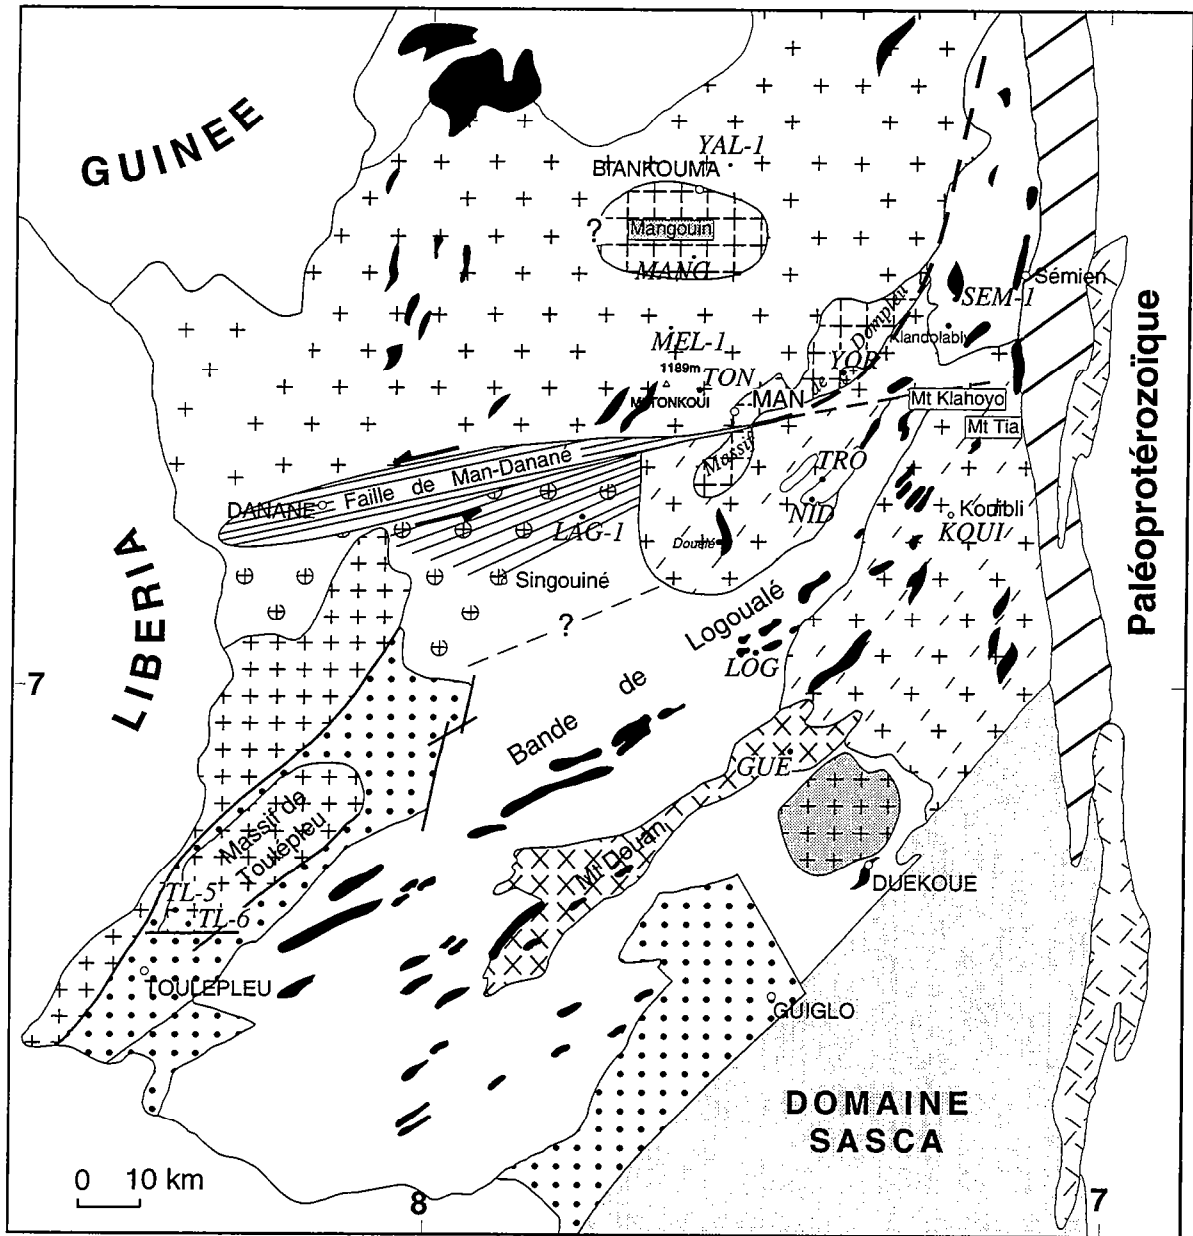 GUINEE
YAL-1
BIANKOUMA
?
Mangouin
MANG
Sémien
SEM-1
Klandolably
MEL-1
1189m
TON
Mt TONKOUI
YOR
Massif de Dompleu
MAN
Mt Klahoyo
Mt Tia
Paléoprotérozoïque
Faille de Man-Danané
DANANE
TRO
NID
Koulbli
KOUI
LAG-1
Douélé
Singouiné
LIBERIA
?
Bande de Logoualé
LOG
7
GUE
Massif de
Toulépleu
Mt Douan
DUEKOUE
TL-5
TL-6
TOULEPLEU
GUIGLO
DOMAINE
SASCA
0 10 km
8
7